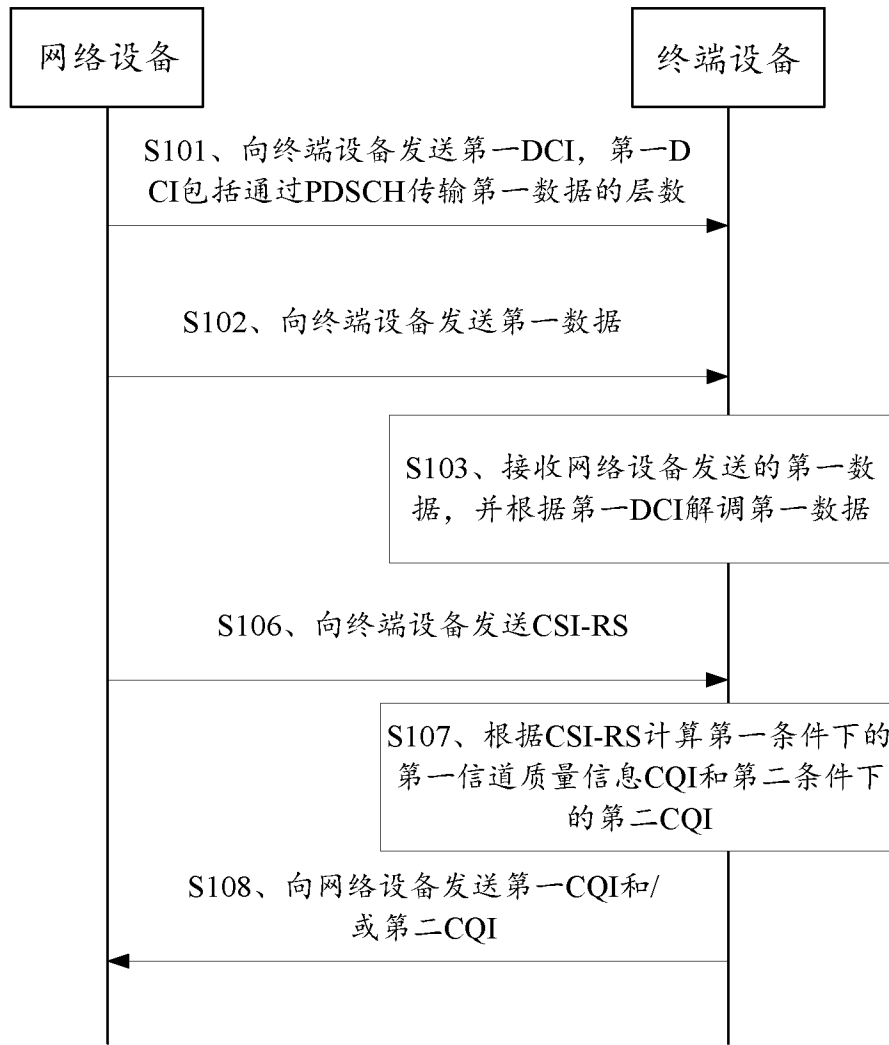 网络设备
终端设备
S101、向终端设备发送第一DCI，第一D
CI包括通过PDSCH传输第一数据的层数
S102、向终端设备发送第一数据
S103、接收网络设备发送的第一数
据，并根据第一DCI解调第一数据
S106、向终端设备发送CSI-RS
S107、根据CSI-RS计算第一条件下的
第一信道质量信息CQI和第二条件下
的第二CQI
S108、向网络设备发送第一CQI和/
或第二CQI